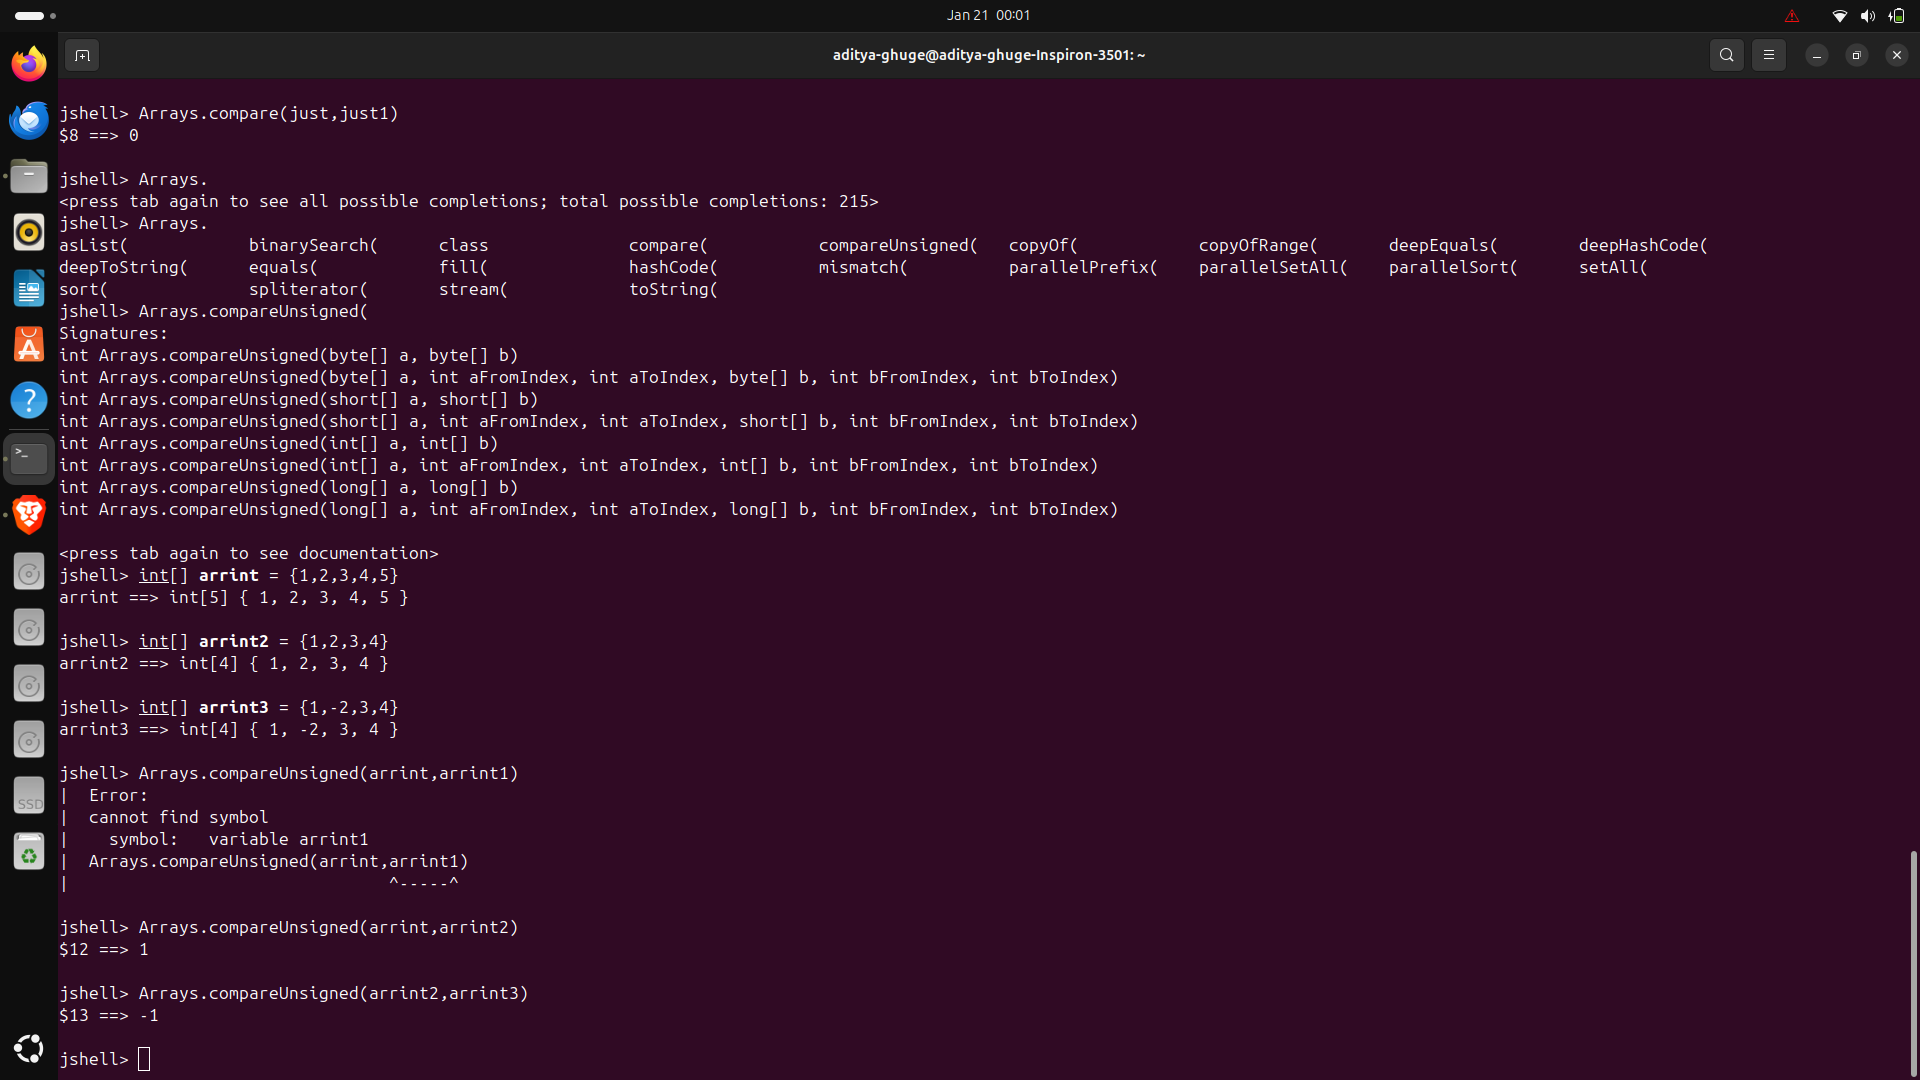 Jan 21 00:01
aditya-ghuge@aditya-ghuge-Inspiron-3501: ~
jshell> Arrays.compare(just,just1)
$8 ==> 0
jshell> Arrays.
<press tab again to see all possible completions; total possible completions: 215>
jshell> Arrays.
asList( binarySearch( class compare( compareUnsigned( copyOf( copyOfRange( deepEquals( deepHashCode(
deepToString( equals( fill( hashCode( mismatch( parallelPrefix( parallelSetAll( parallelSort( setAll(
sort( spliterator( stream( toString(
jshell> Arrays.compareUnsigned(
Signatures:
int Arrays.compareUnsigned(byte[] a, byte[] b)
int Arrays.compareUnsigned(byte[] a, int aFromIndex, int aToIndex, byte[] b, int bFromIndex, int bToIndex)
int Arrays.compareUnsigned(short[] a, short[] b)
int Arrays.compareUnsigned(short[] a, int aFromIndex, int aToIndex, short[] b, int bFromIndex, int bToIndex)
int Arrays.compareUnsigned(int[] a, int[] b)
int Arrays.compareUnsigned(int[] a, int aFromIndex, int aToIndex, int[] b, int bFromIndex, int bToIndex)
int Arrays.compareUnsigned(long[] a, long[] b)
int Arrays.compareUnsigned(long[] a, int aFromIndex, int aToIndex, long[] b, int bFromIndex, int bToIndex)
<press tab again to see documentation>
jshell> int[] arrint = {1,2,3,4,5}
arrint ==> int[5] { 1, 2, 3, 4, 5 }
jshell> int[] arrint2 = {1,2,3,4}
arrint2 ==> int[4] { 1, 2, 3, 4 }
jshell> int[] arrint3 = {1,-2,3,4}
arrint3 ==> int[4] { 1, -2, 3, 4 }
jshell> Arrays.compareUnsigned(arrint,arrint1)
|  Error:
|  cannot find symbol
|    symbol:   variable arrint1
|  Arrays.compareUnsigned(arrint,arrint1)
|                                ^-----^
jshell> Arrays.compareUnsigned(arrint,arrint2)
$12 ==> 1
jshell> Arrays.compareUnsigned(arrint2,arrint3)
$13 ==> -1
jshell>
SSD